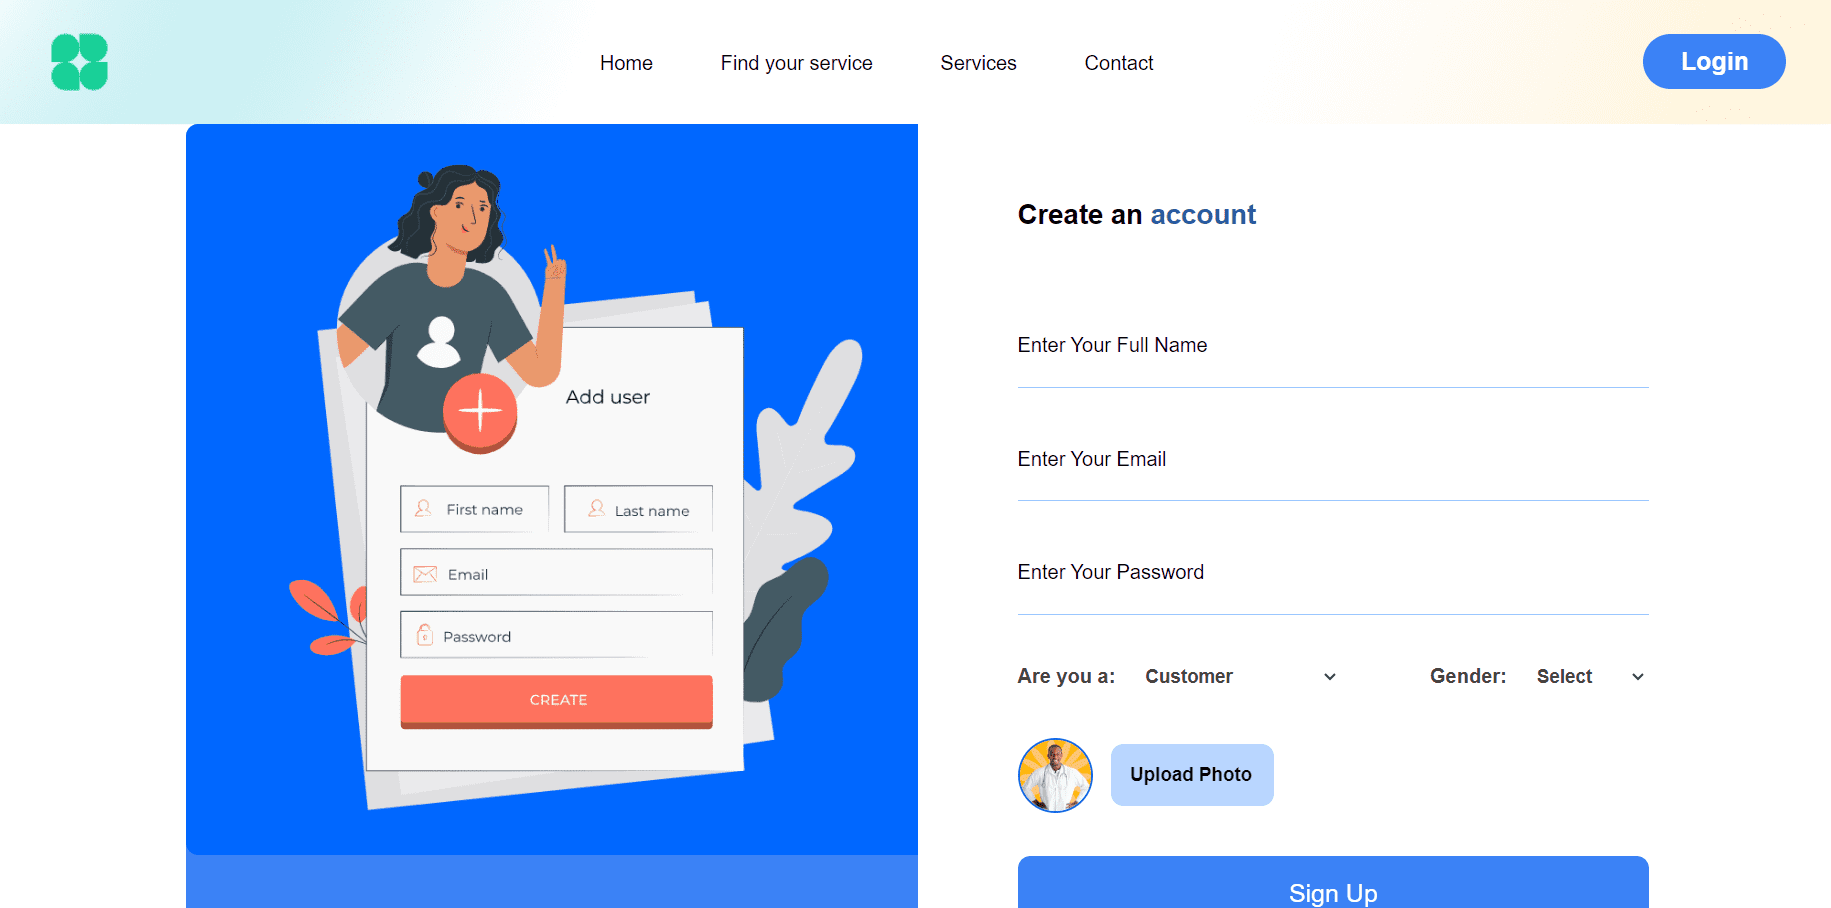 Home Find your service Services Contact Login
Add user
First name Last name
Email
Password
CREATE
Create an account
Enter Your Full Name
Enter Your Email
Enter Your Password
Are you a: Customer Gender: Select
Upload Photo
Sign Up